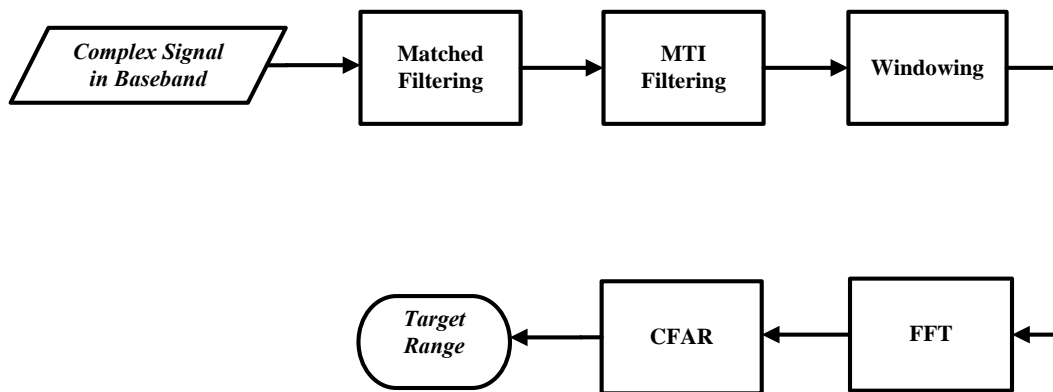 Complex Signal
in Baseband
Matched
Filtering
MTI
Filtering
Windowing
FFT
CFAR
Target
Range